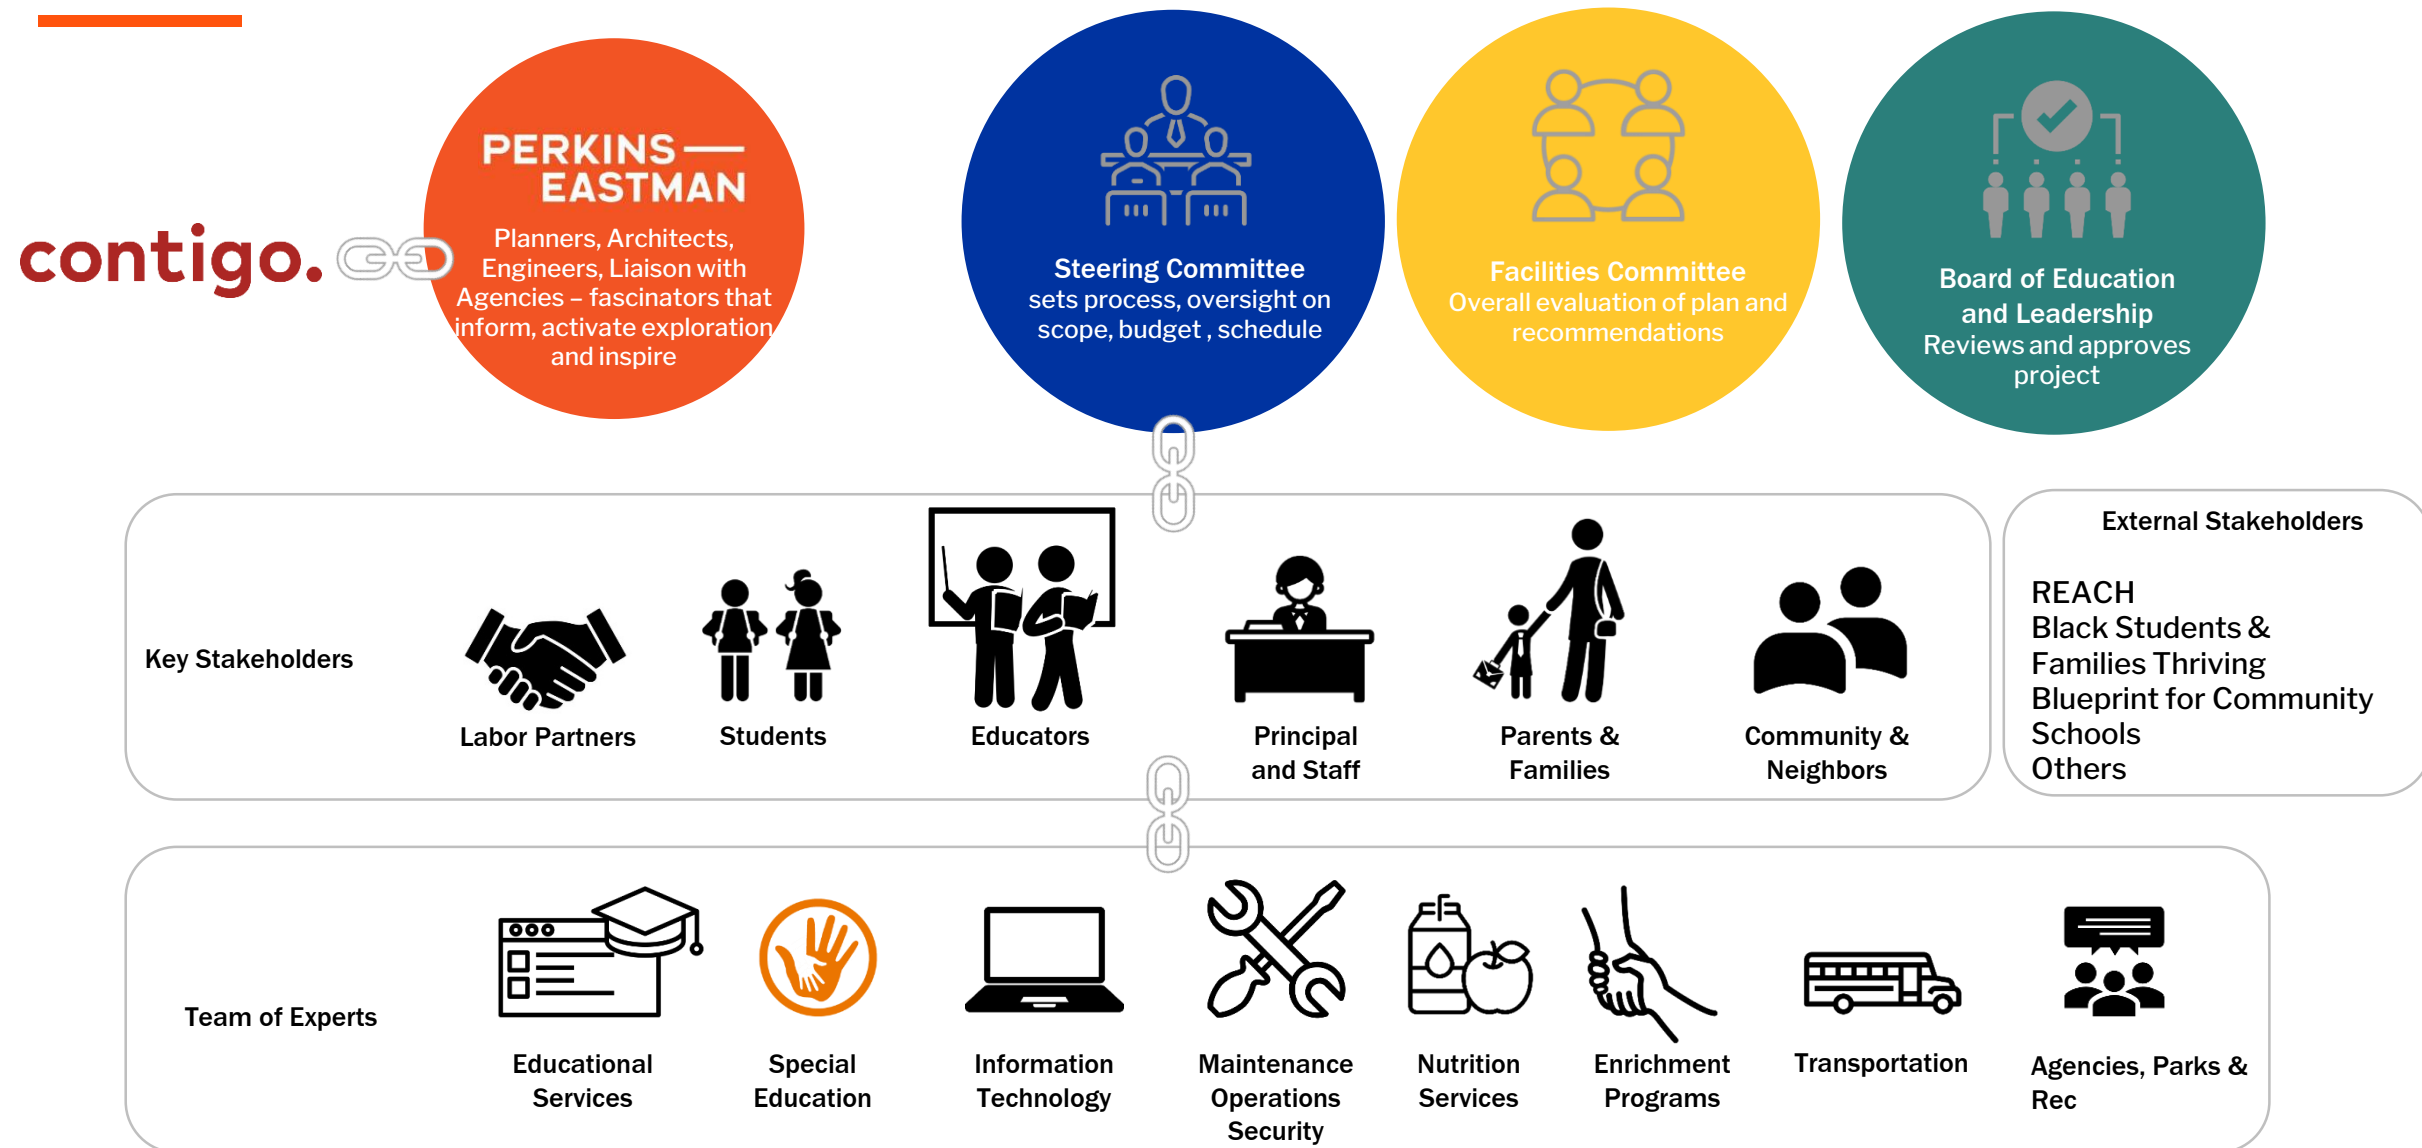 contigo.
PERKINS
EASTMAN
Planners, Architects,
Engineers, Liaison with
Agencies – fascinators that
inform, activate exploration
and inspire
Steering Committee
sets process, oversight on
scope, budget , schedule
Facilities Committee
Overall evaluation of plan and
recommendations
Board of Education
and Leadership
Reviews and approves
project
Key Stakeholders
Labor Partners
Students
Educators
Principal
and Staff
Parents &
Families
Community &
Neighbors
External Stakeholders
REACH
Black Students &
Families Thriving
Blueprint for Community
Schools
Others
Team of Experts
Educational
Services
Special
Education
Information
Technology
Maintenance
Operations
Security
Nutrition
Services
Enrichment
Programs
Transportation
Agencies, Parks &
Rec